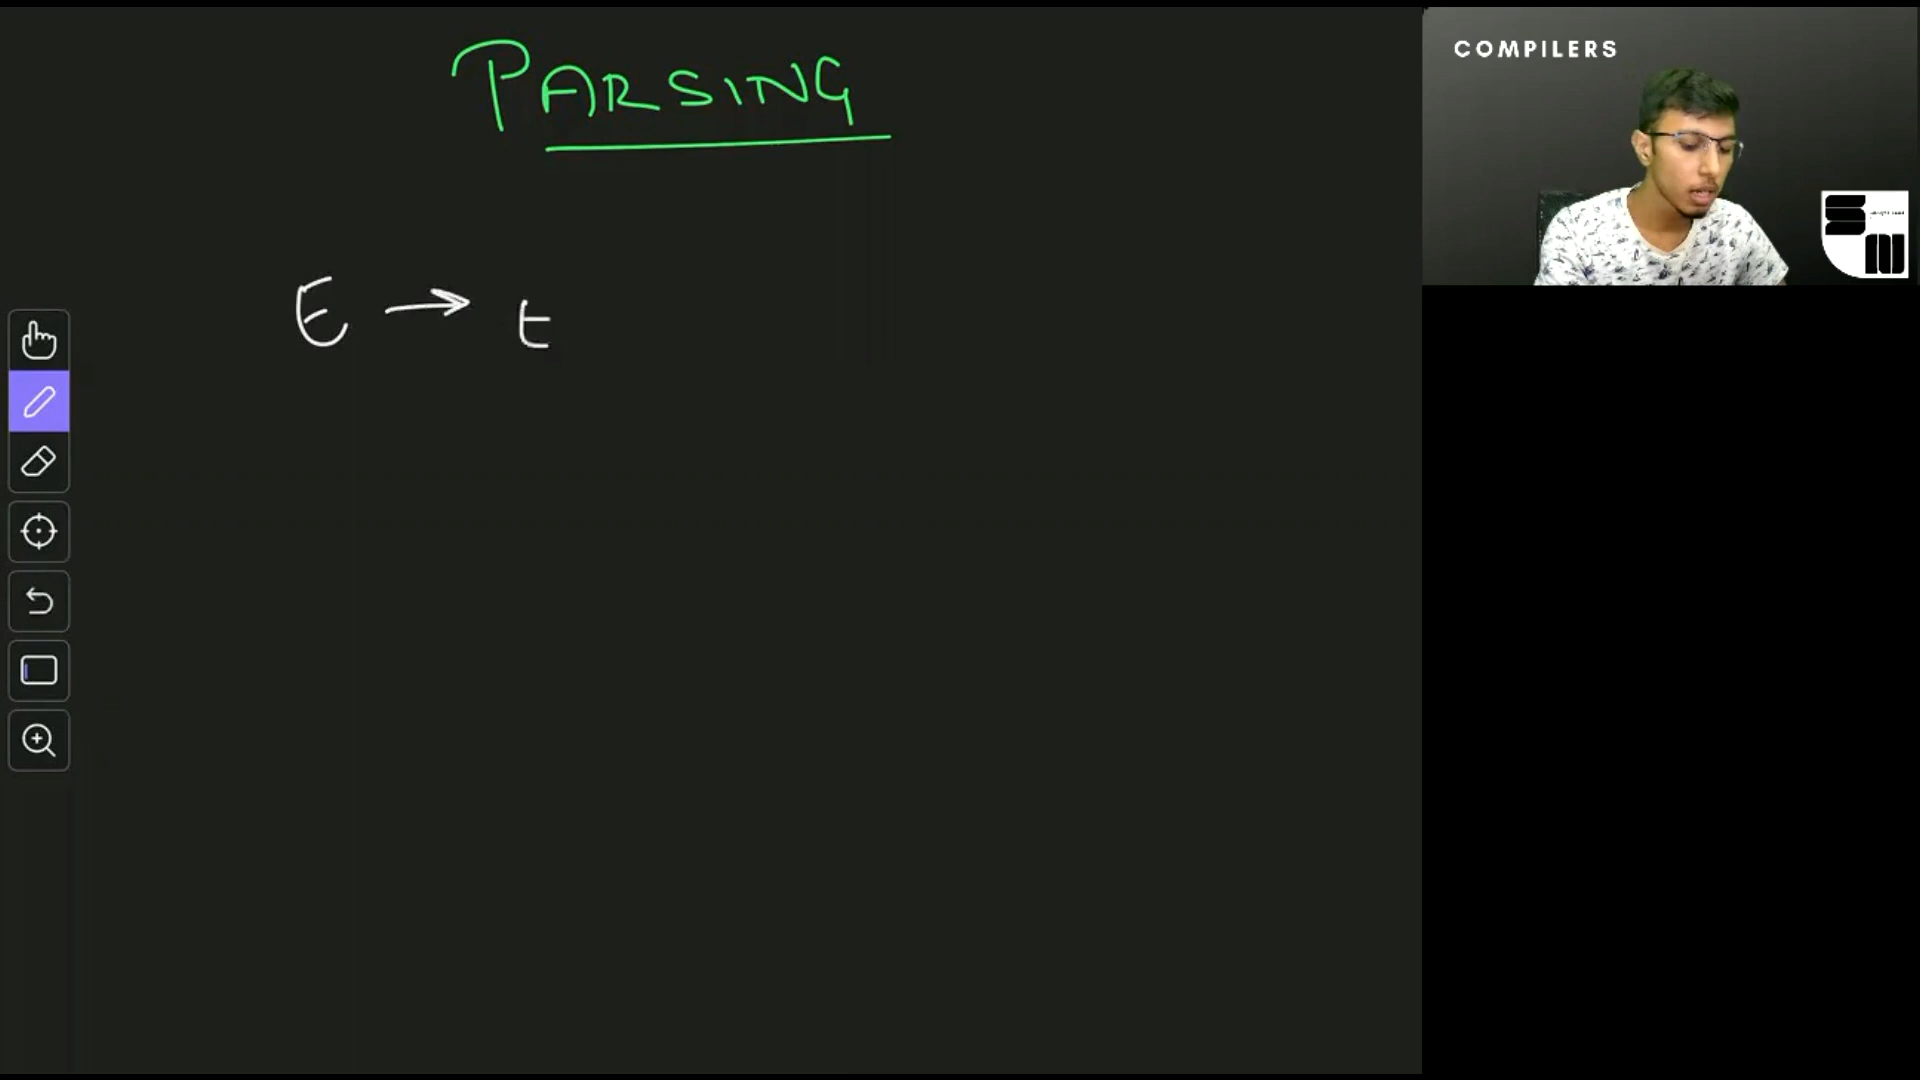 PARSING
COMPILERS
E → t